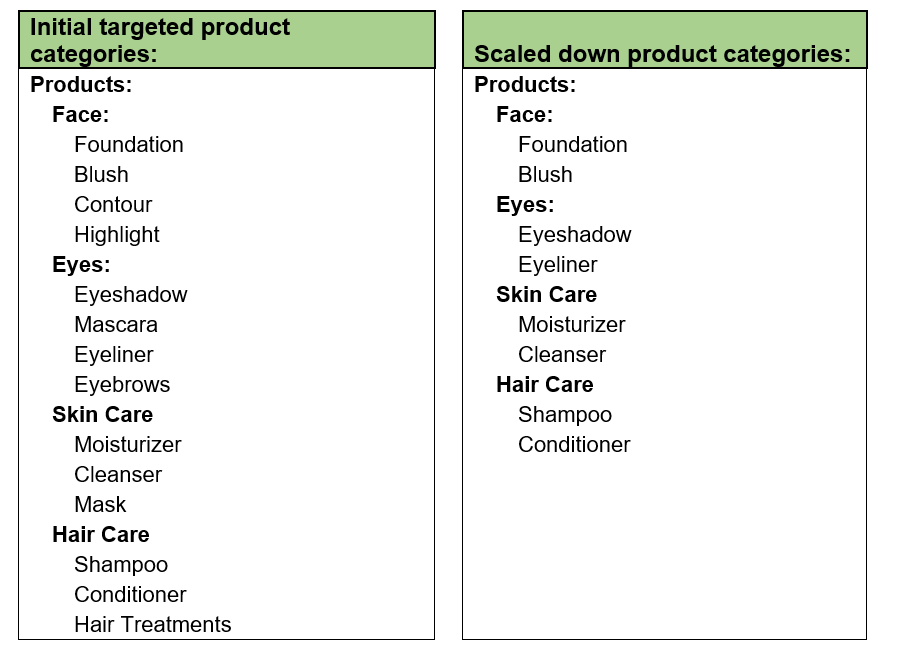 Initial targeted product
categories:
Products:
Face:
Foundation
Blush
Contour
Highlight
Eyes:
Eyeshadow
Mascara
Eyeliner
Eyebrows
Skin Care
Moisturizer
Cleanser
Mask
Hair Care
Shampoo
Conditioner
Hair Treatments
Scaled down product categories:
Products:
Face:
Foundation
Blush
Eyes:
Eyeshadow
Eyeliner
Skin Care
Moisturizer
Cleanser
Hair Care
Shampoo
Conditioner